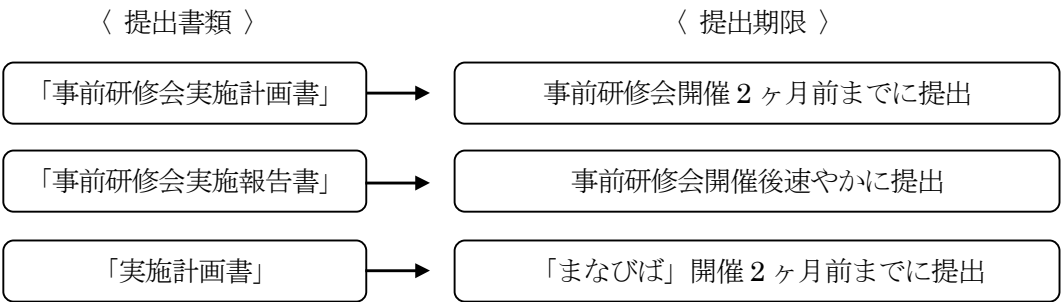 〈 提出書類 〉
〈 提出期限 〉
「事前研修会実施計画書」
事前研修会開催 2 ヶ月前までに提出
「事前研修会実施報告書」
事前研修会開催後速やかに提出
「実施計画書」
「まなびば」開催 2 ヶ月前までに提出